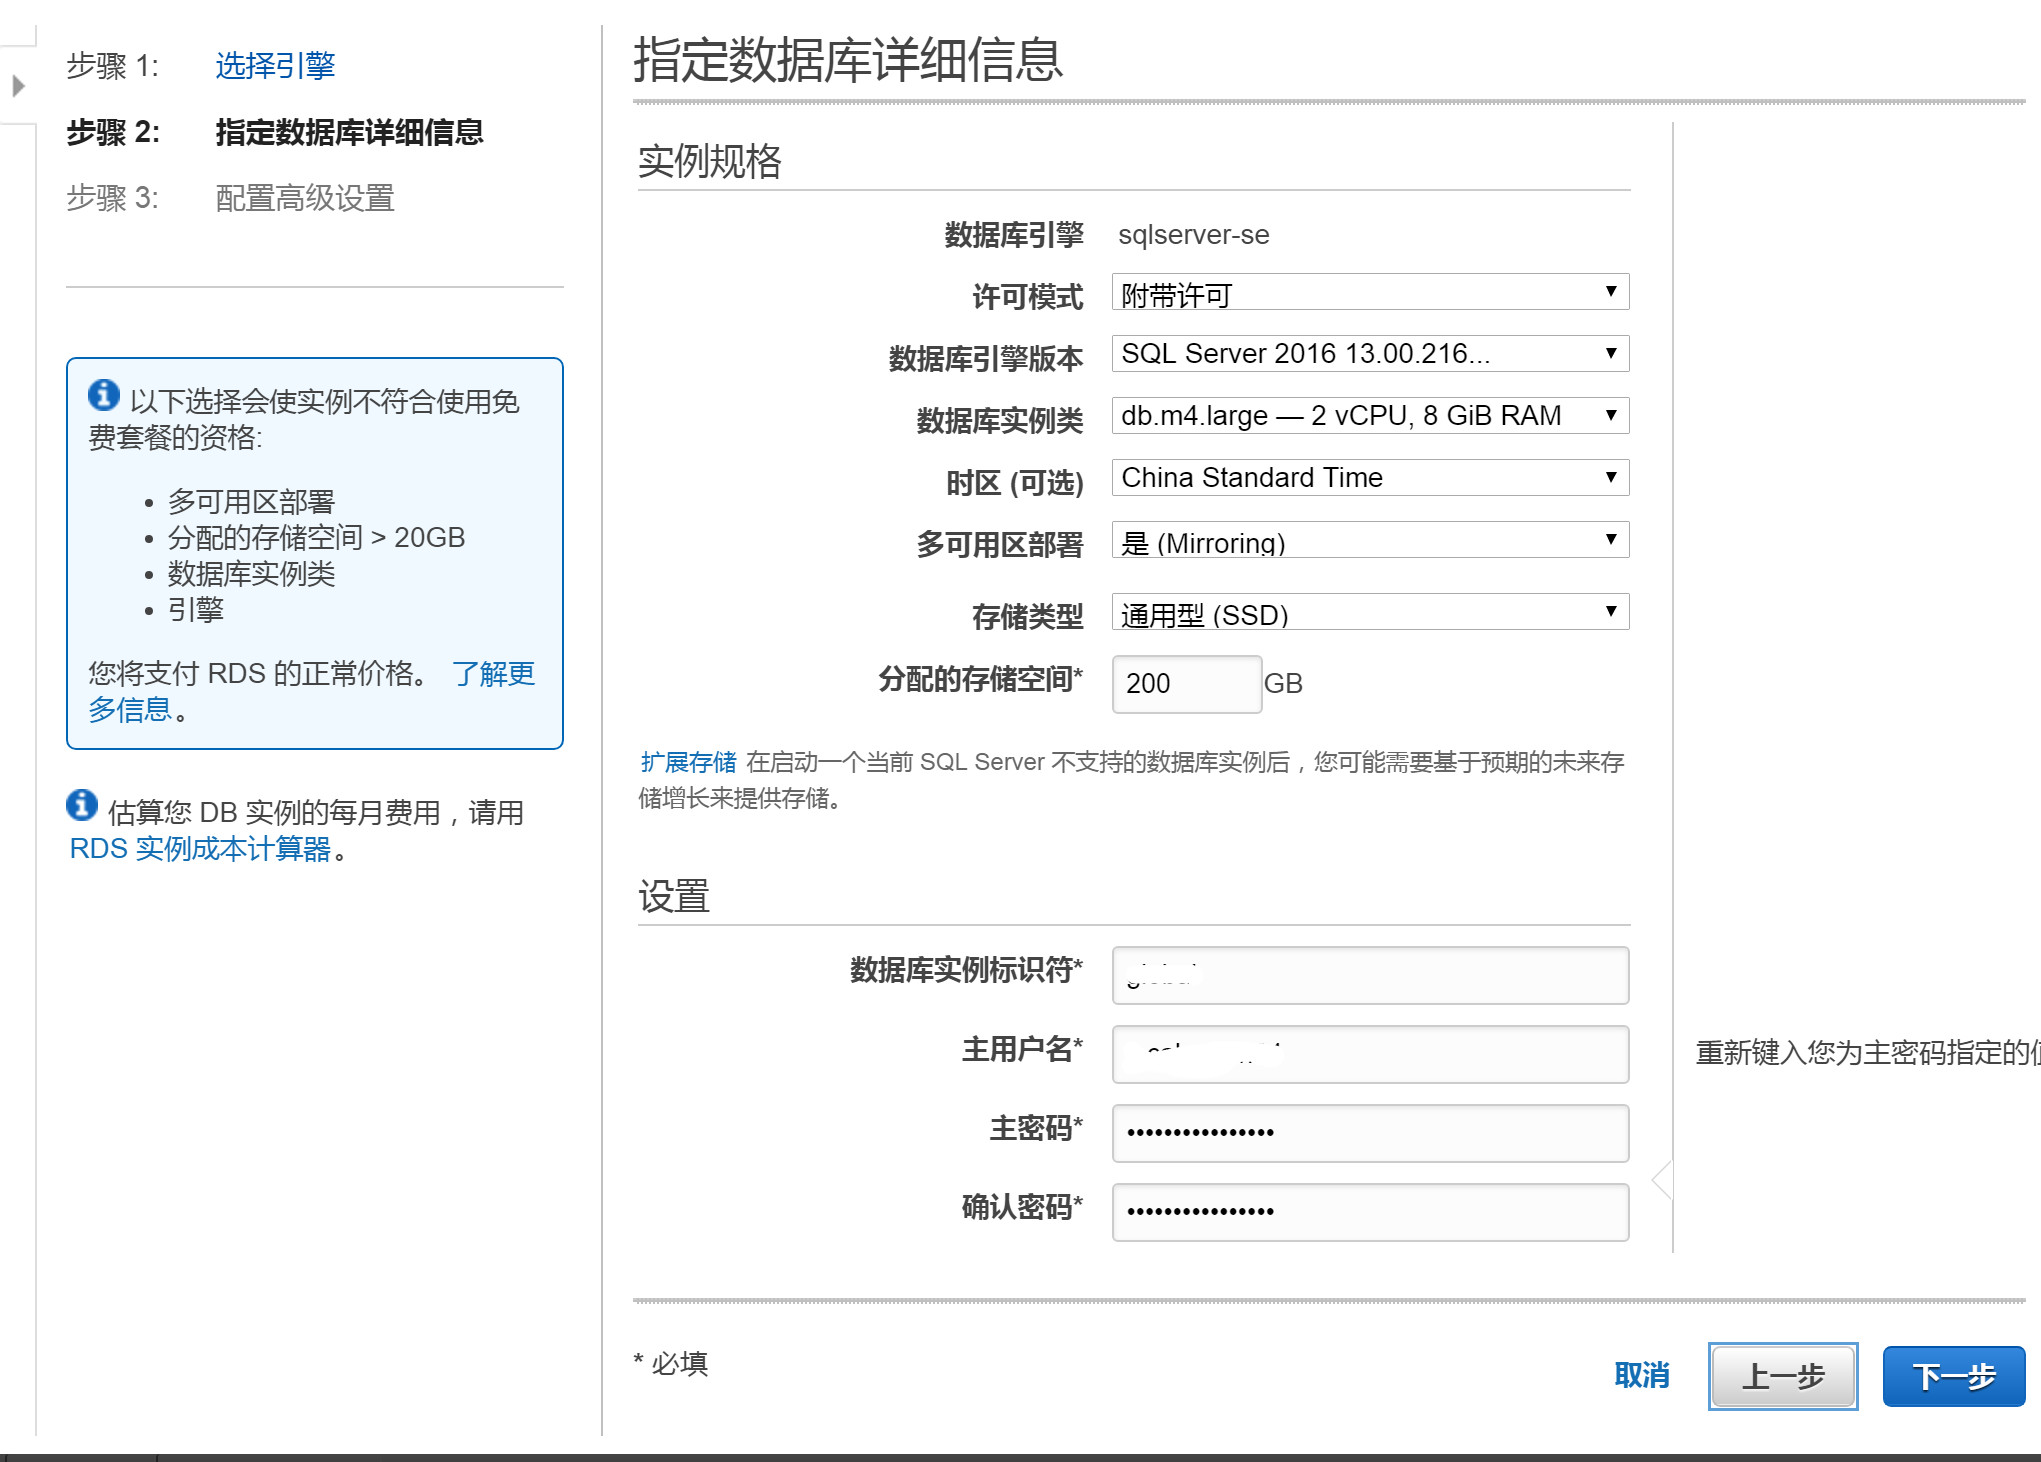 步骤 1: 选择引擎
步骤 2: 指定数据库详细信息
步骤 3: 配置高级设置
以下选择会使实例不符合使用免
费套餐的资格:
多可用区部署
分配的存储空间 > 20GB
数据库实例类
引擎
您将支付 RDS 的正常价格。 了解更
多信息。
估算您 DB 实例的每月费用，请用
RDS 实例成本计算器。
指定数据库详细信息
实例规格
数据库引擎 sqlserver-se
许可模式 附带许可
数据库引擎版本 SQL Server 2016 13.00.216...
数据库实例类 db.m4.large — 2 vCPU, 8 GiB RAM
时区 (可选) China Standard Time
多可用区部署 是 (Mirroring)
存储类型 通用型 (SSD)
分配的存储空间* 200 GB
扩展存储 在启动一个当前 SQL Server 不支持的数据库实例后，您可能需要基于预期的未来存
储增长来提供存储。
设置
数据库实例标识符*
主用户名*
主密码* ••••••••••••••••
确认密码* ••••••••••••••••
重新键入您为主密码指定的
* 必填
取消 上一步 下一步